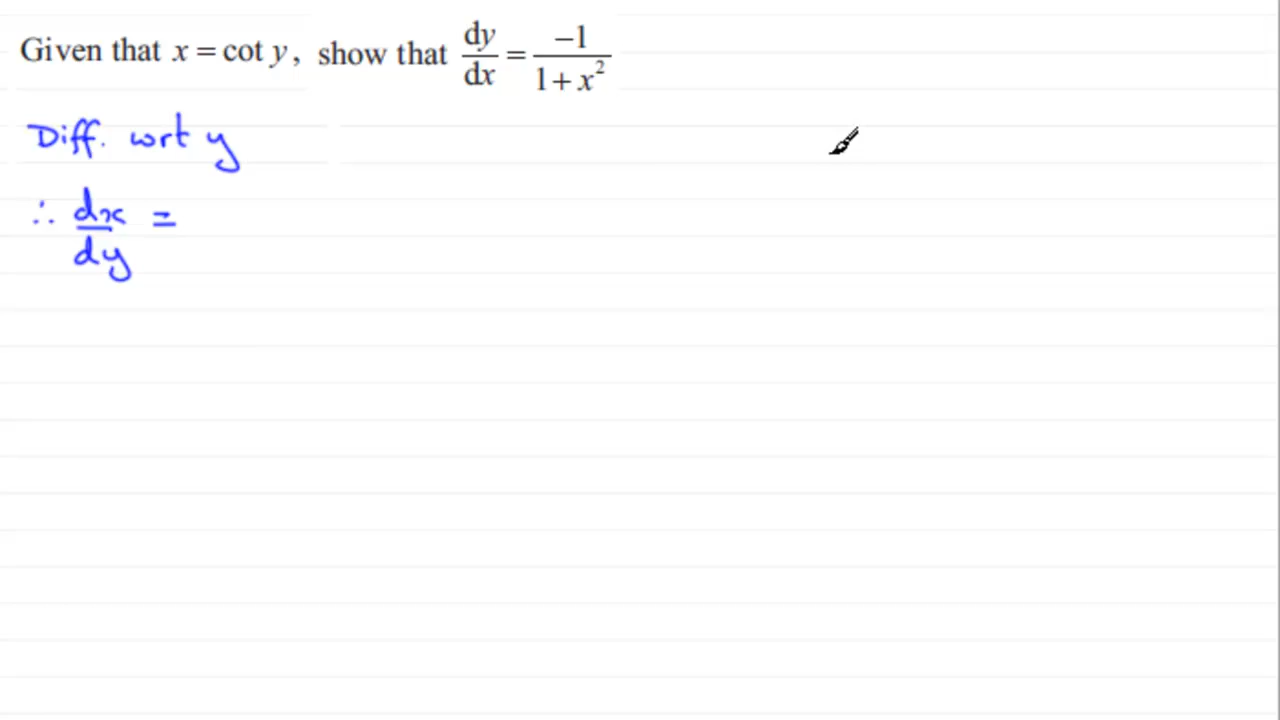 Given that x = cot y, show that dy/dx = −1/(1 + x²)
Diff. wrt y
∴ dx/dy =